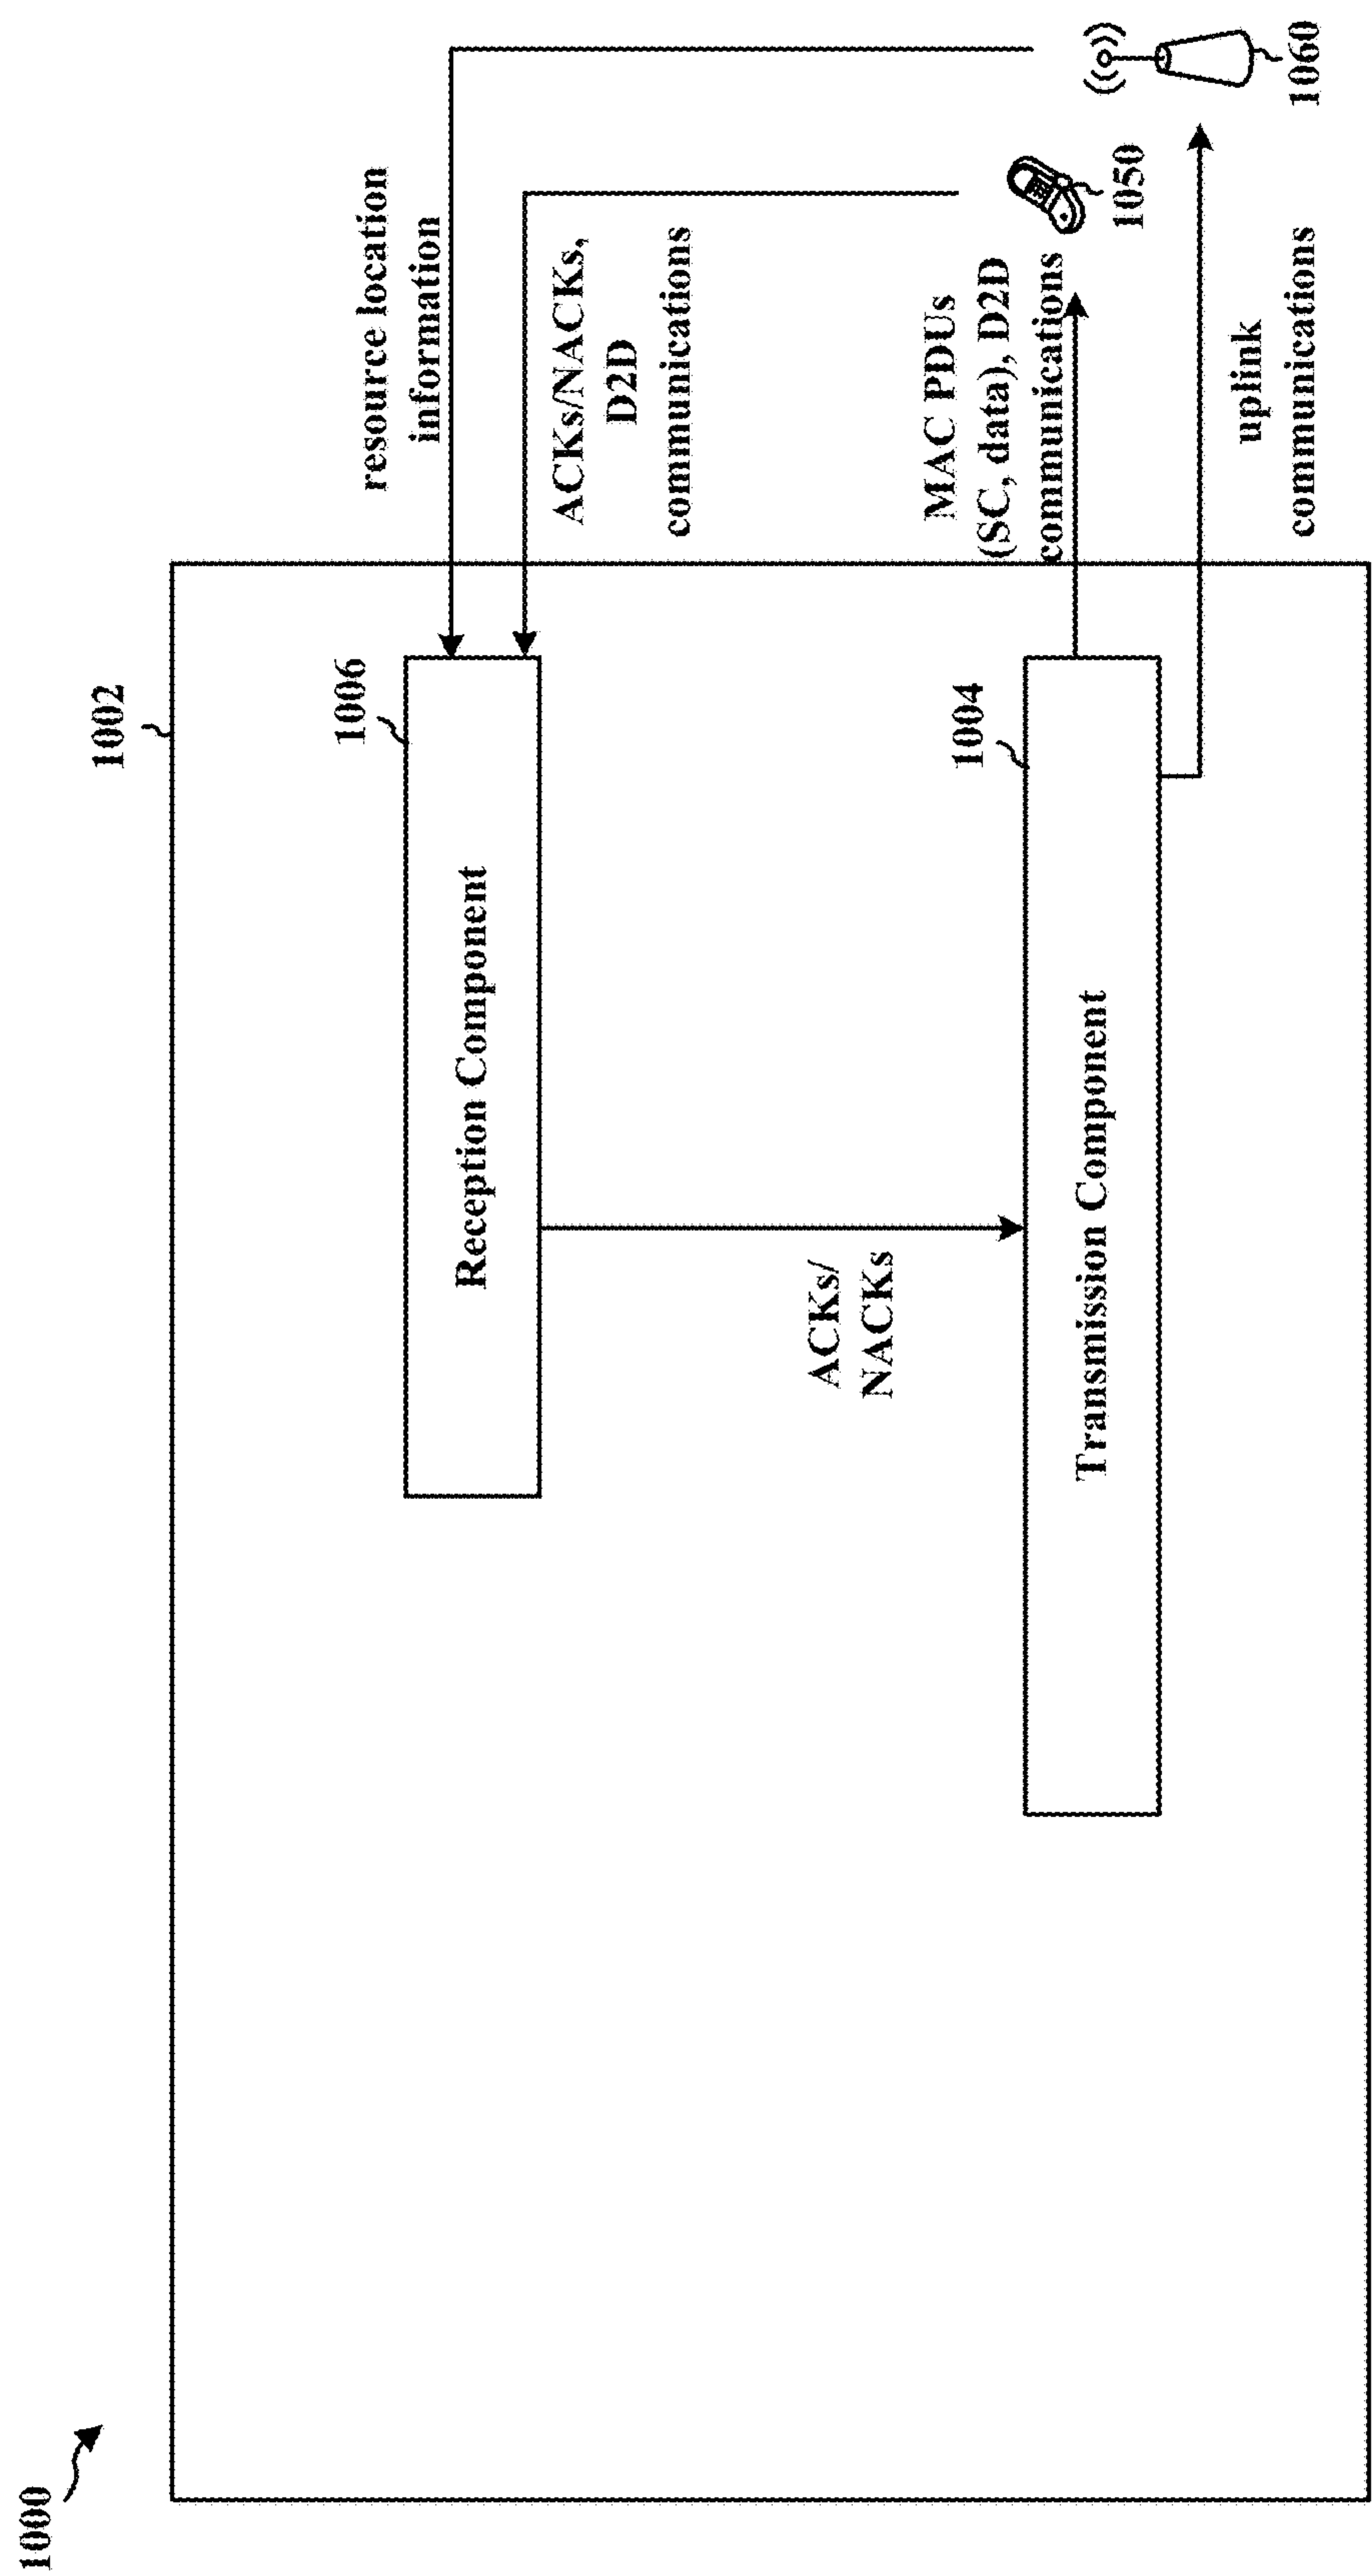 1000
1002
1006
Reception Component
resource location
information
ACKs/NACKs,
D2D
communications
ACKs/
NACKs
1004
Transmission Component
MAC PDUs
(SC, data), D2D
communications
1050
uplink
communications
1060